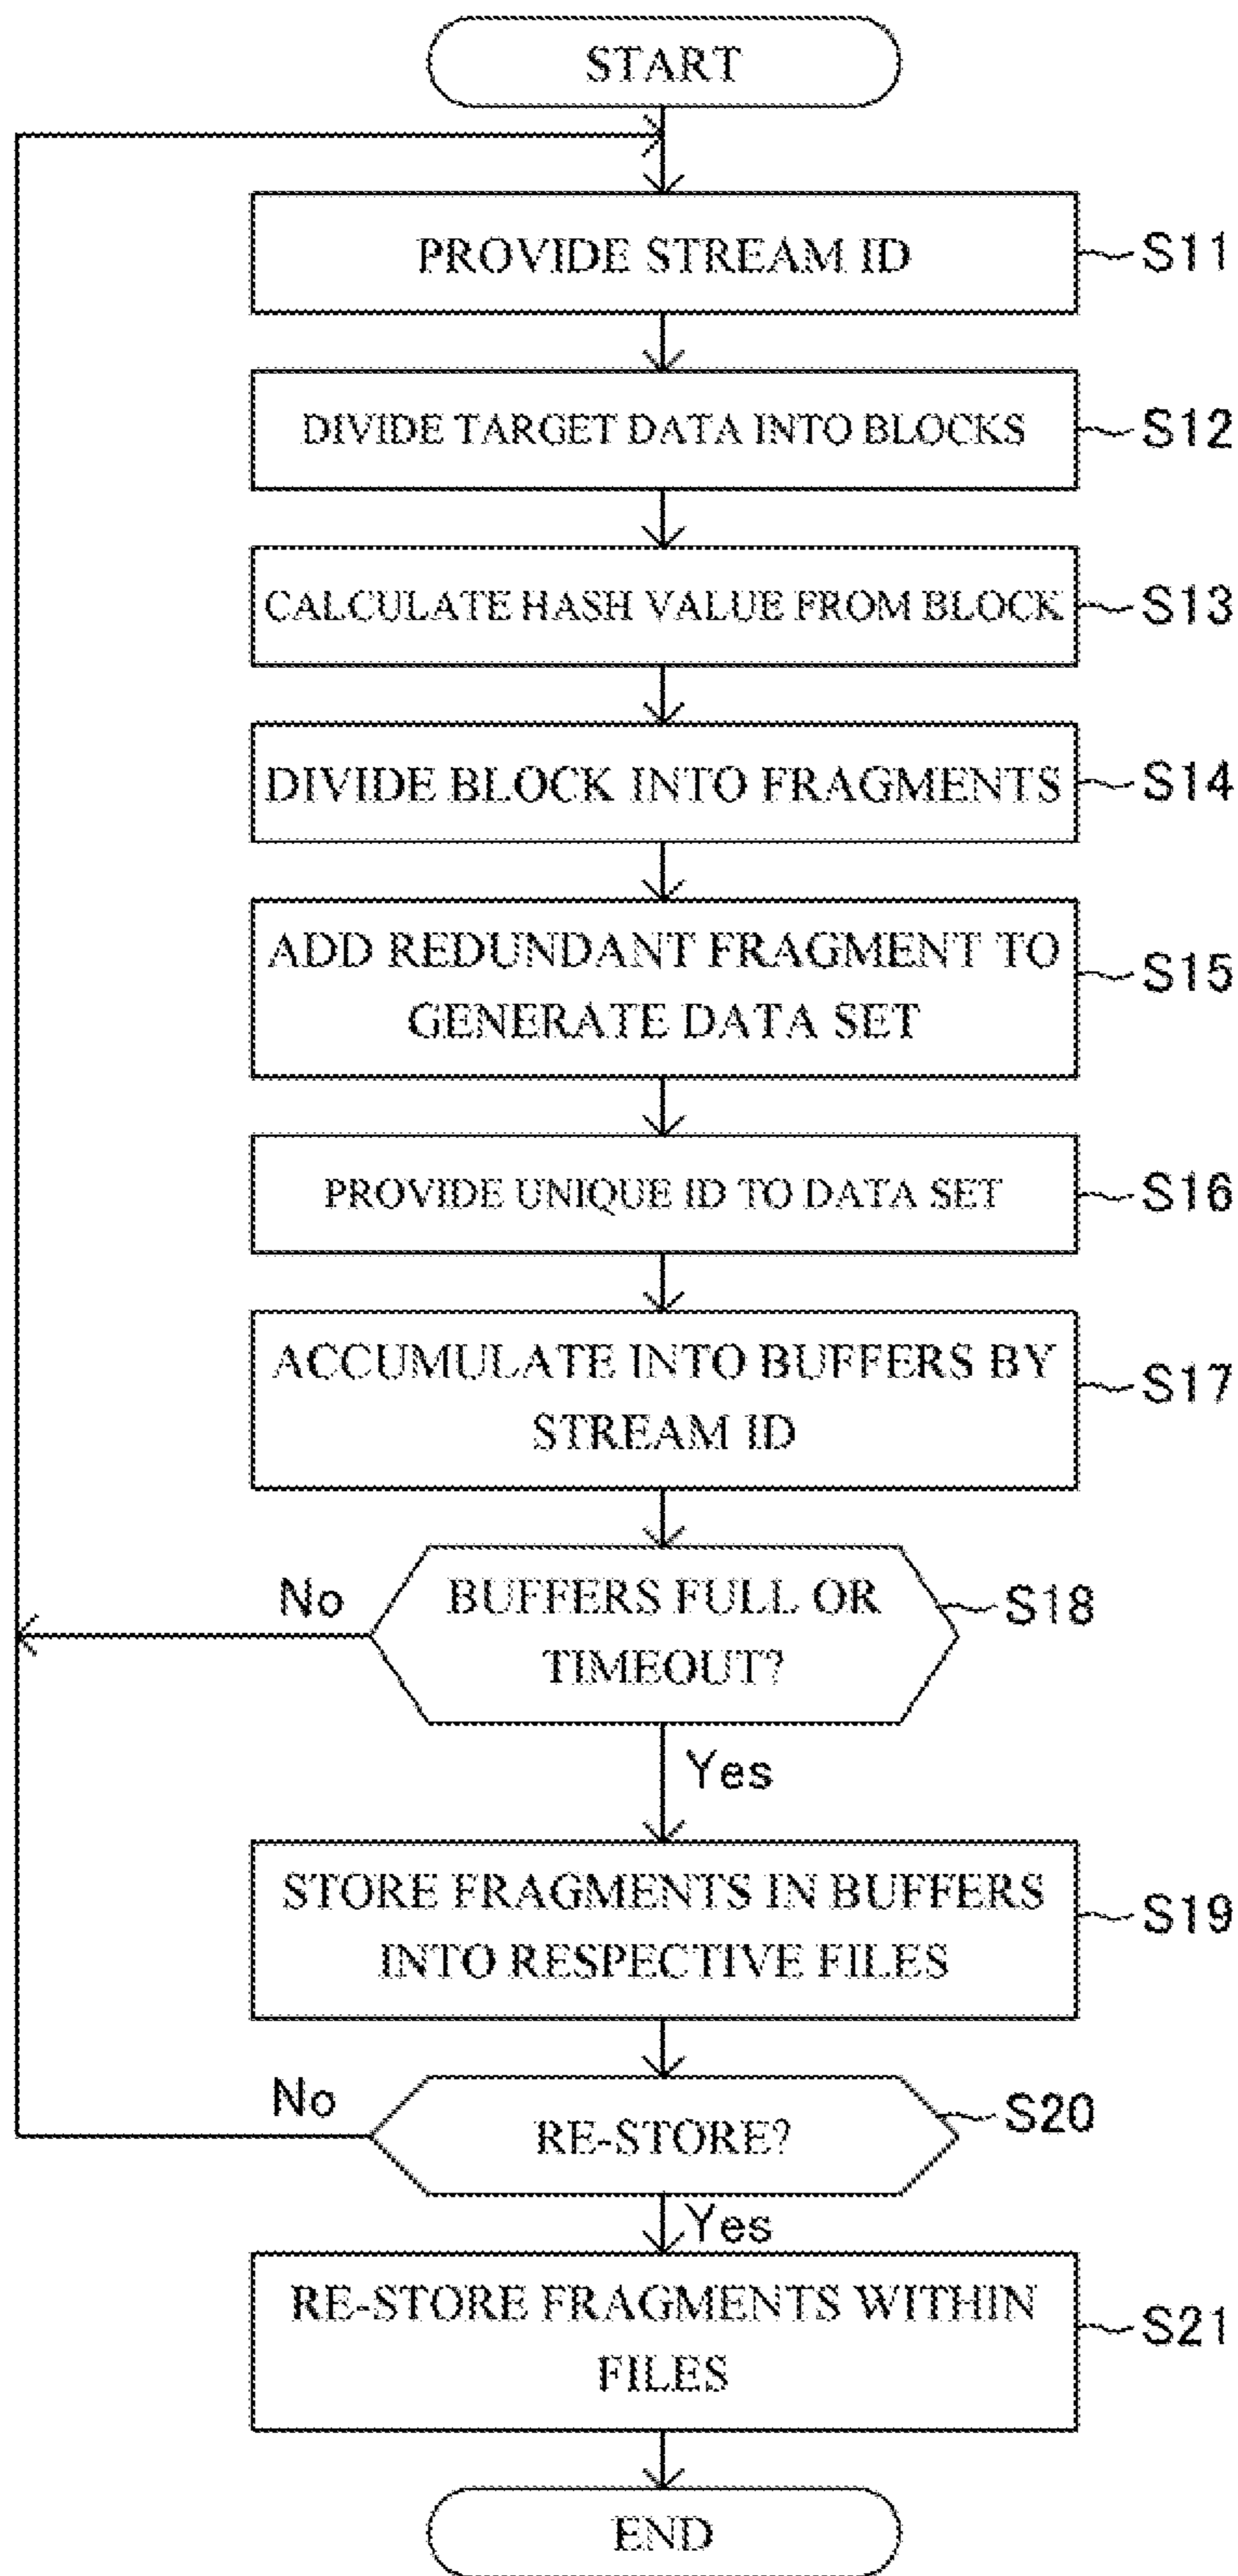 START
PROVIDE STREAM ID
S11
DIVIDE TARGET DATA INTO BLOCKS
S12
CALCULATE HASH VALUE FROM BLOCK
S13
DIVIDE BLOCK INTO FRAGMENTS
S14
ADD REDUNDANT FRAGMENT TO
GENERATE DATA SET
S15
PROVIDE UNIQUE ID TO DATA SET
S16
ACCUMULATE INTO BUFFERS BY
STREAM ID
S17
No
BUFFERS FULL OR
TIMEOUT?
S18
Yes
STORE FRAGMENTS IN BUFFERS
INTO RESPECTIVE FILES
S19
No
RE-STORE?
S20
Yes
RE-STORE FRAGMENTS WITHIN
FILES
S21
END